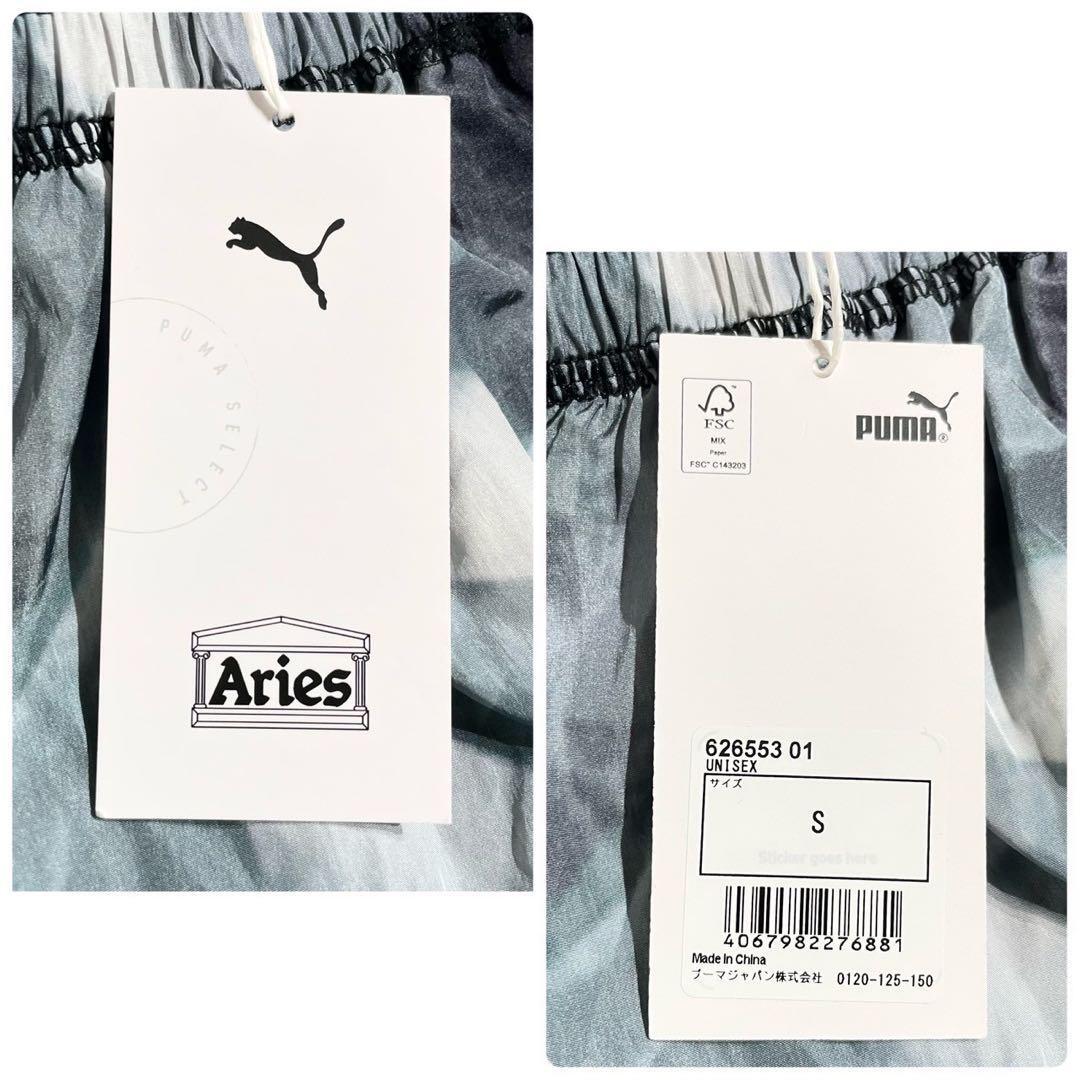 PUMA SELECT
Aries
FSC
MIX
Paper
FSC™ C143203
PUMA®
626553 01
UNISEX
サイズ
S
Sticker goes here
4067982276881
Made in China
プーマジャパン株式会社 0120-125-150